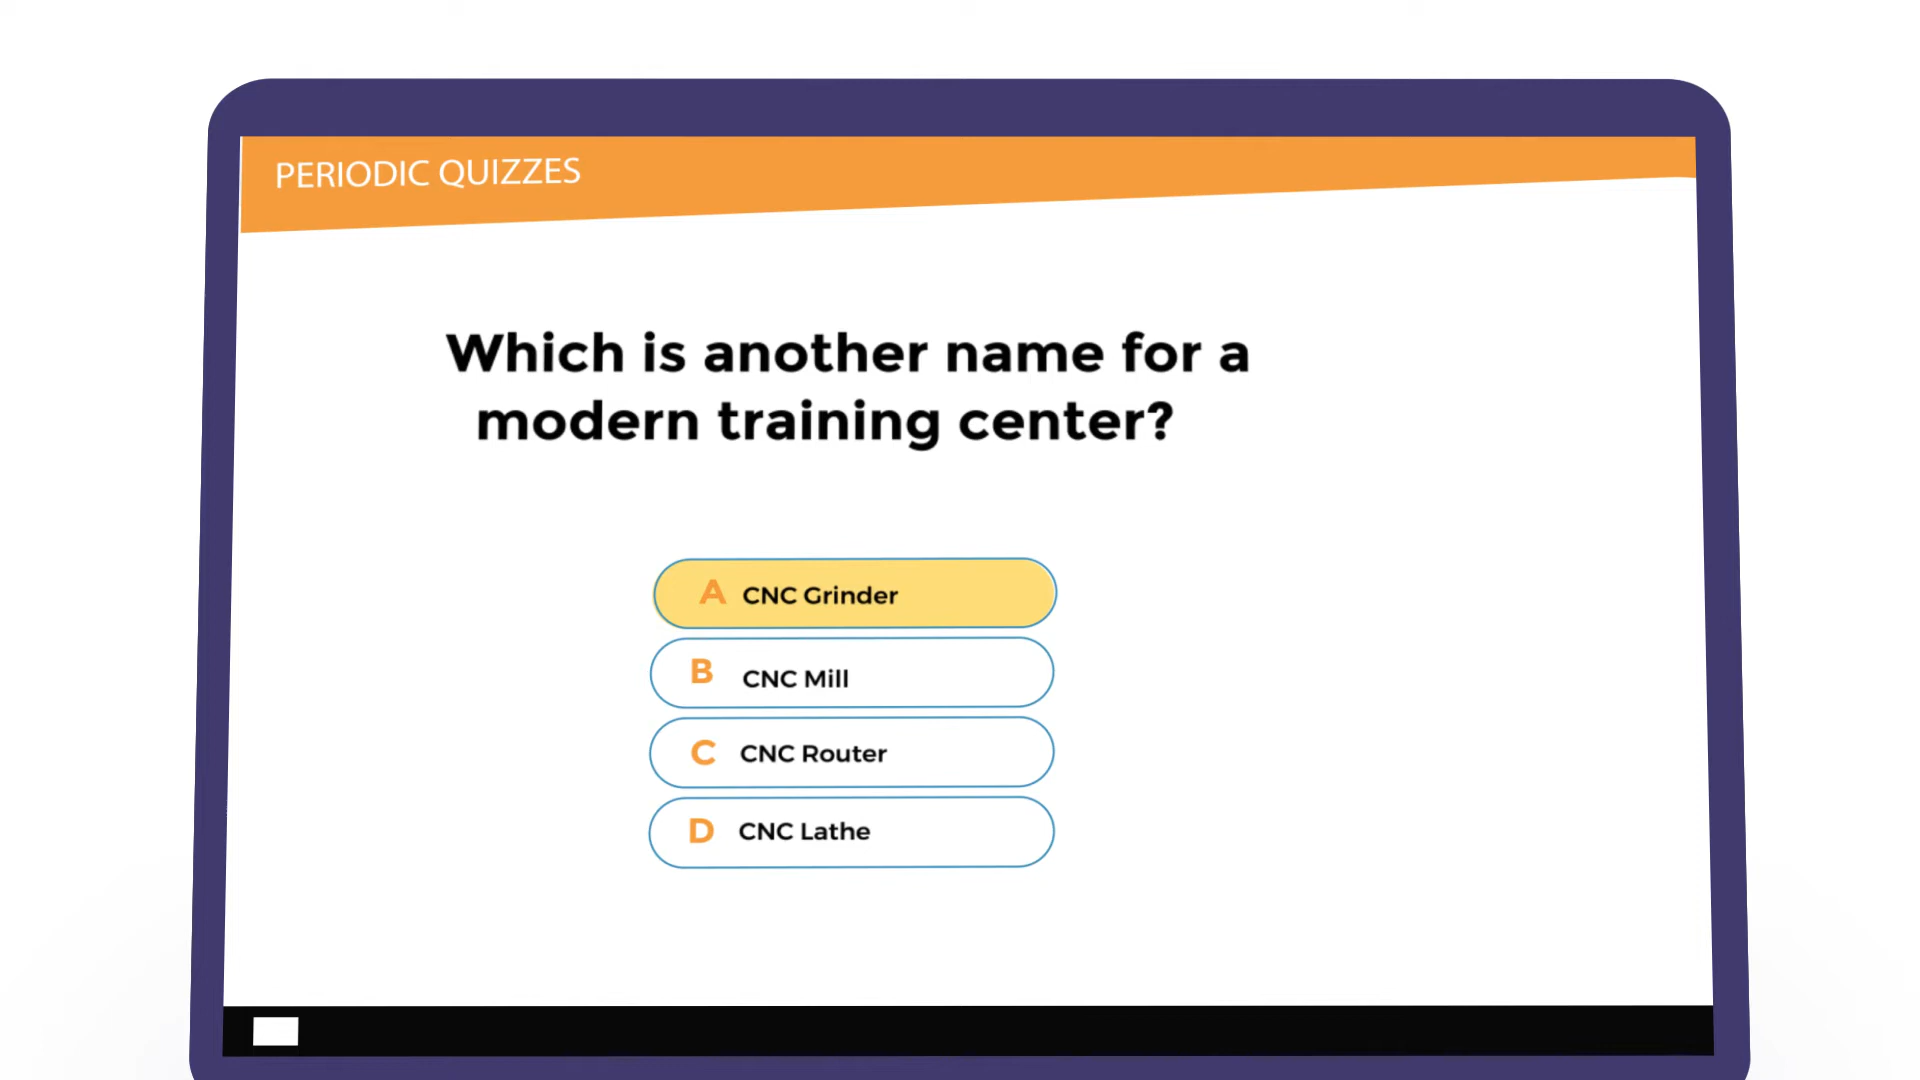 PERIODIC QUIZZES
Which is another name for a
modern training center?
A CNC Grinder
B CNC Mill
C CNC Router
D CNC Lathe